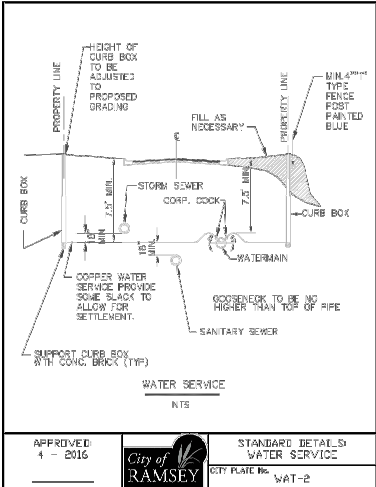 HEIGHT OF
CURB BOX
TO BE
ADJUSTED
TO
PROPOSED
GRADING
PROPERTY LINE
PROPERTY LINE
MIN. 4"
TYPE
FENCE
POST
PAINTED
BLUE
FILL AS
NECESSARY
CURB BOX
7.5' MIN.
STORM SEWER
CORP. COCK
7.5' MIN.
CURB BOX
18"
MIN.
18"
MIN.
WATERMAIN
COPPER WATER
SERVICE PROVIDE
SOME SLACK TO
ALLOW FOR
SETTLEMENT.
GOOSENECK TO BE NO
HIGHER THAN TOP OF PIPE
SANITARY SEWER
SUPPORT CURB BOX
WITH CONC. BRICK (TYP)
WATER SERVICE
NTS
APPROVED:
4 - 2016
City of
RAMSEY
STANDARD DETAILS:
WATER SERVICE
CITY PLATE No.
WAT-2